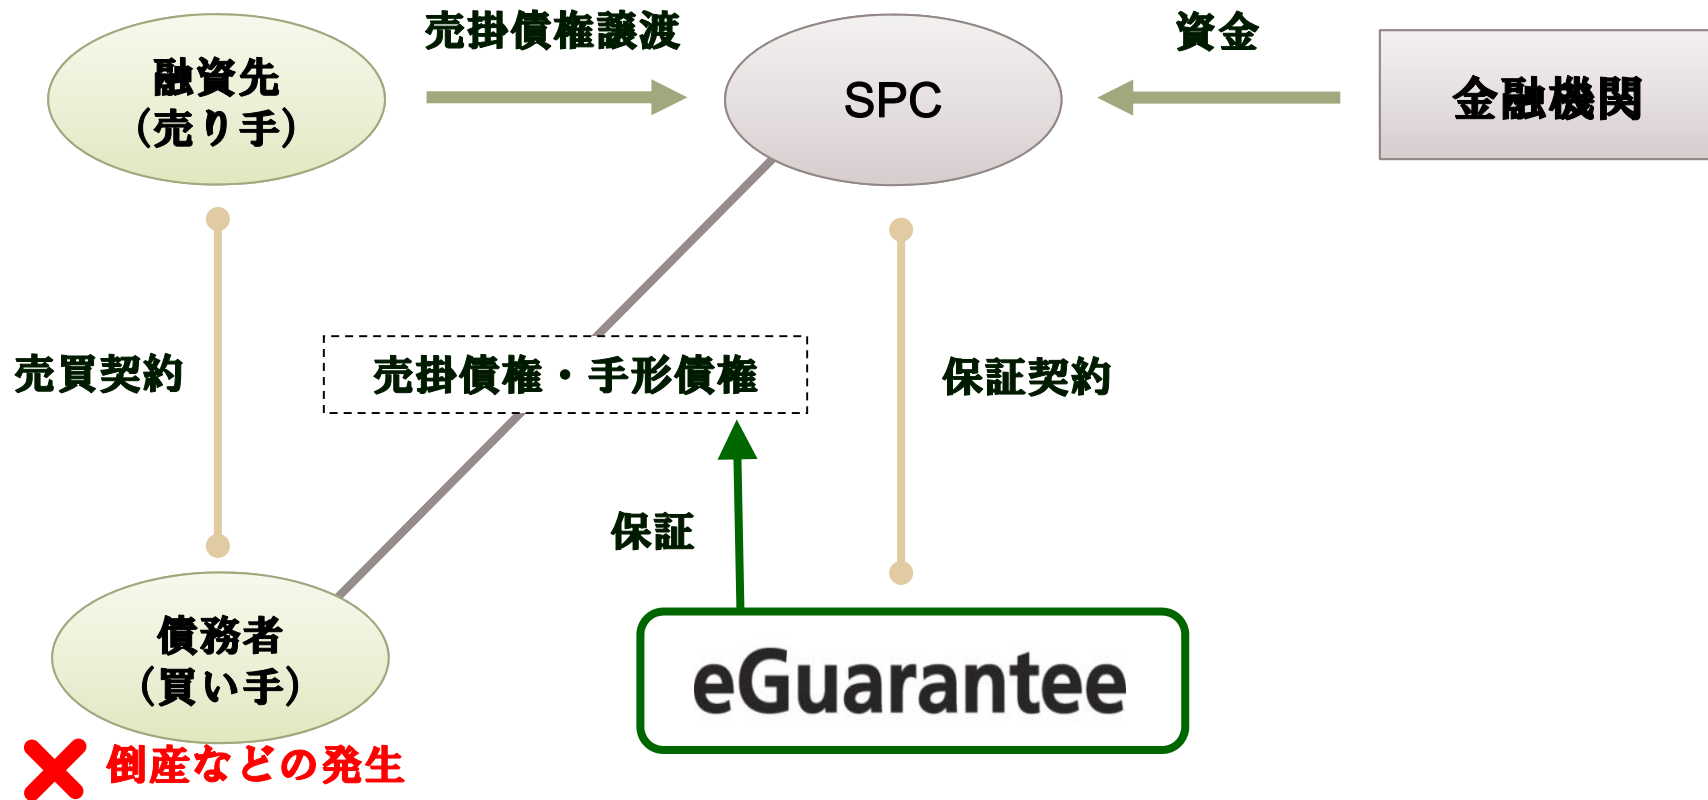 売掛債権譲渡
資金
融資先
(売り手)
SPC
金融機関
売買契約
売掛債権・手形債権
保証契約
保証
債務者
(買い手)
eGuarantee
倒産などの発生